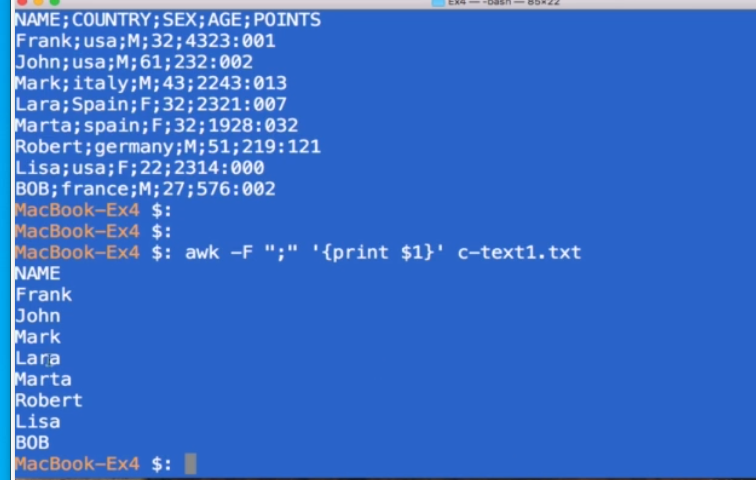 Ex4 — -bash — 85×22
NAME;COUNTRY;SEX;AGE;POINTS
Frank;usa;M;32;4323:001
John;usa;M;61;232:002
Mark;italy;M;43;2243:013
Lara;Spain;F;32;2321:007
Marta;spain;F;32;1928:032
Robert;germany;M;51;219:121
Lisa;usa;F;22;2314:000
BOB;france;M;27;576:002
MacBook-Ex4 $:
MacBook-Ex4 $:
MacBook-Ex4 $: awk -F ";" '{print $1}' c-text1.txt
NAME
Frank
John
Mark
Lara
Marta
Robert
Lisa
BOB
MacBook-Ex4 $: